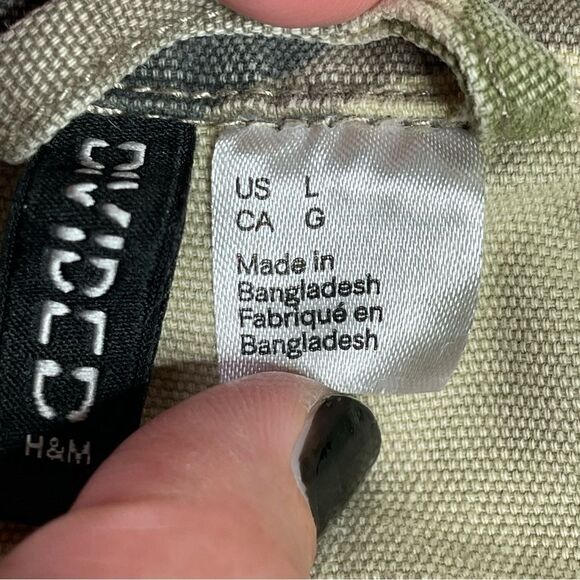 DIVIDED
H&M
US L
CA G
Made in
Bangladesh
Fabriqué en
Bangladesh